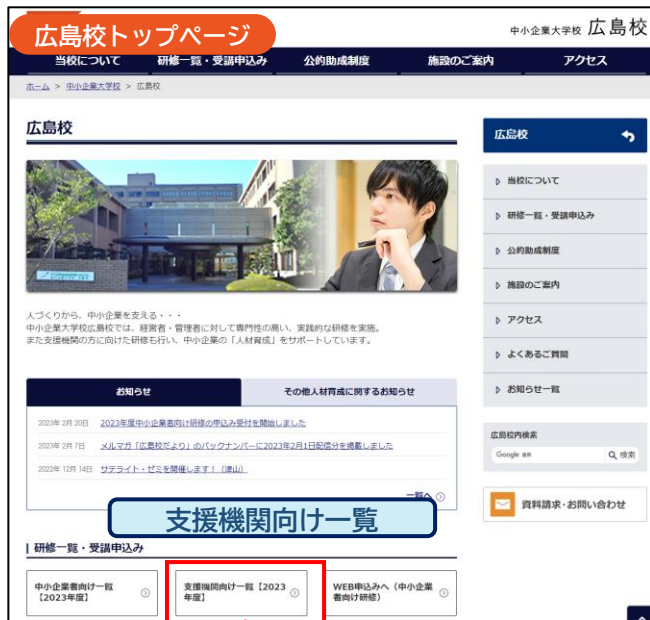 広島校トップページ
中小企業大学校 広島校
当校について 研修一覧・受講申込み 公的助成制度 施設のご案内 アクセス
ホーム > 中小企業大学校 > 広島校
広島校
人づくりから、中小企業を支える・・・
中小企業大学校広島校では、経営者・管理者に対して専門性の高い、実践的な研修を実施。
また支援機関の方に向けた研修も行い、中小企業の「人材育成」をサポートしています。
お知らせ その他人材育成に関するお知らせ
2023年 2月 20日 2023年度中小企業者向け研修の申込み受付を開始しました
2023年 2月 7日 メルマガ「広島校だより」のバックナンバーに2023年2月1日配信分を掲載しました
2022年 12月 14日 サテライト・ゼミを開催します!(津山)
一覧へ
支援機関向け一覧
研修一覧・受講申込み
中小企業者向け一覧
【2023年度】
支援機関向け一覧【2023
年度】
WEB申込みへ(中小企業
者向け研修)
広島校
当校について
研修一覧・受講申込み
公的助成制度
施設のご案内
アクセス
よくあるご質問
お知らせ一覧
広島校内検索
Google 検索
検索
資料請求・お問い合わせ